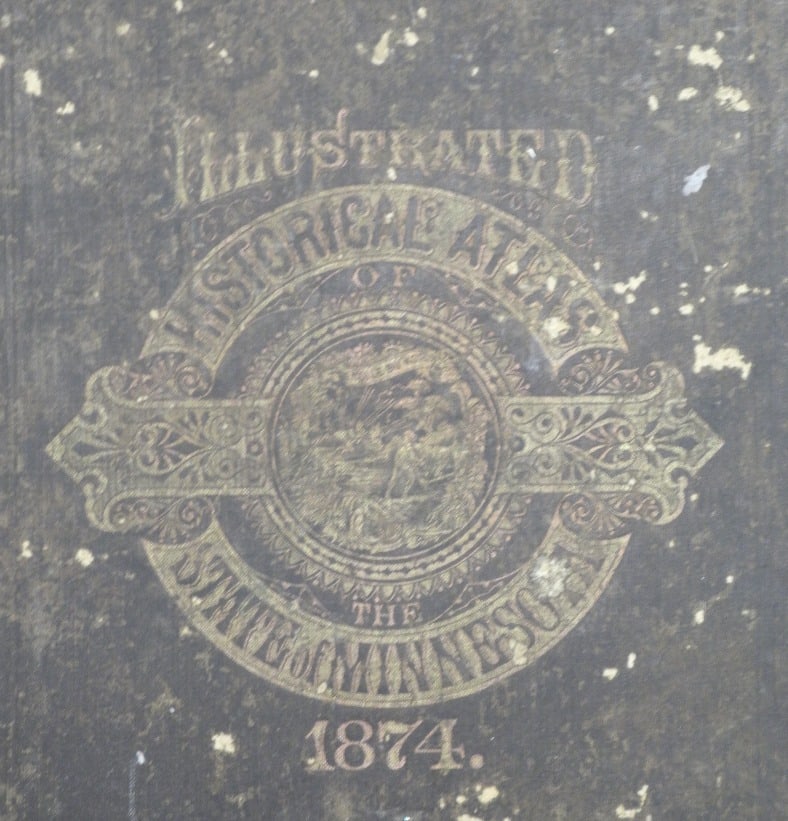 ILLUSTRATED
HISTORICAL ATLAS
OF
THE
STATE of MINNESOTA
1874.